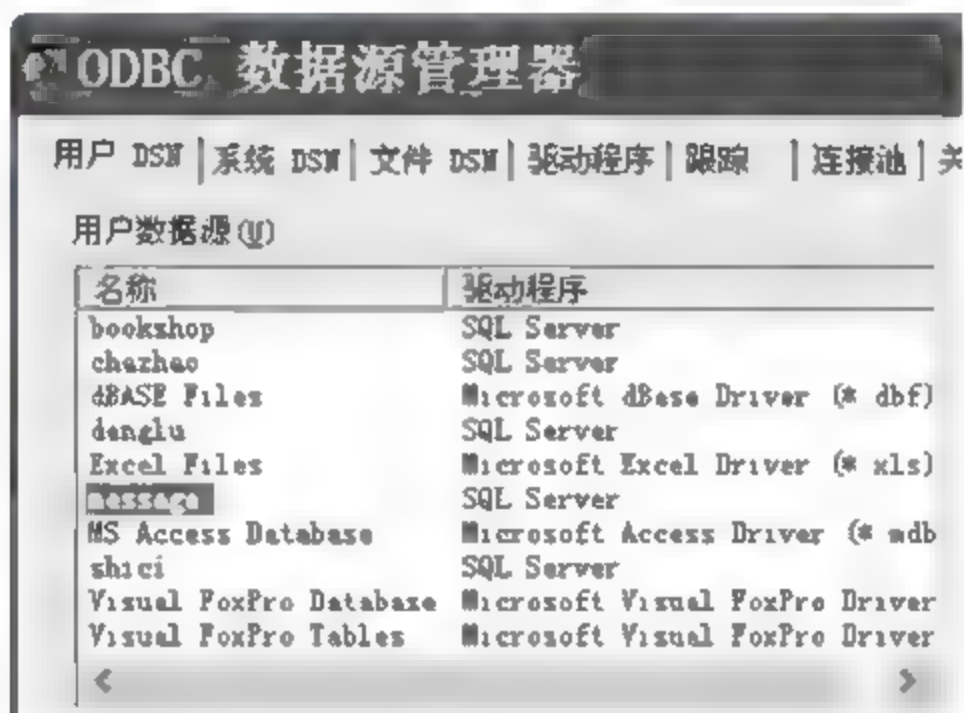 ODBC 数据源管理器
用户 DSN 系统 DSN 文件 DSN 驱动程序 跟踪 连接池 关
用户数据源(U)
名称 驱动程序
bookshop SQL Server
chazhao SQL Server
dBASE Files Microsoft dBase Driver (*.dbf)
denglu SQL Server
Excel Files Microsoft Excel Driver (*.xls)
message SQL Server
MS Access Database Microsoft Access Driver (*.mdb
shici SQL Server
Visual FoxPro Database Microsoft Visual FoxPro Driver
Visual FoxPro Tables Microsoft Visual FoxPro Driver